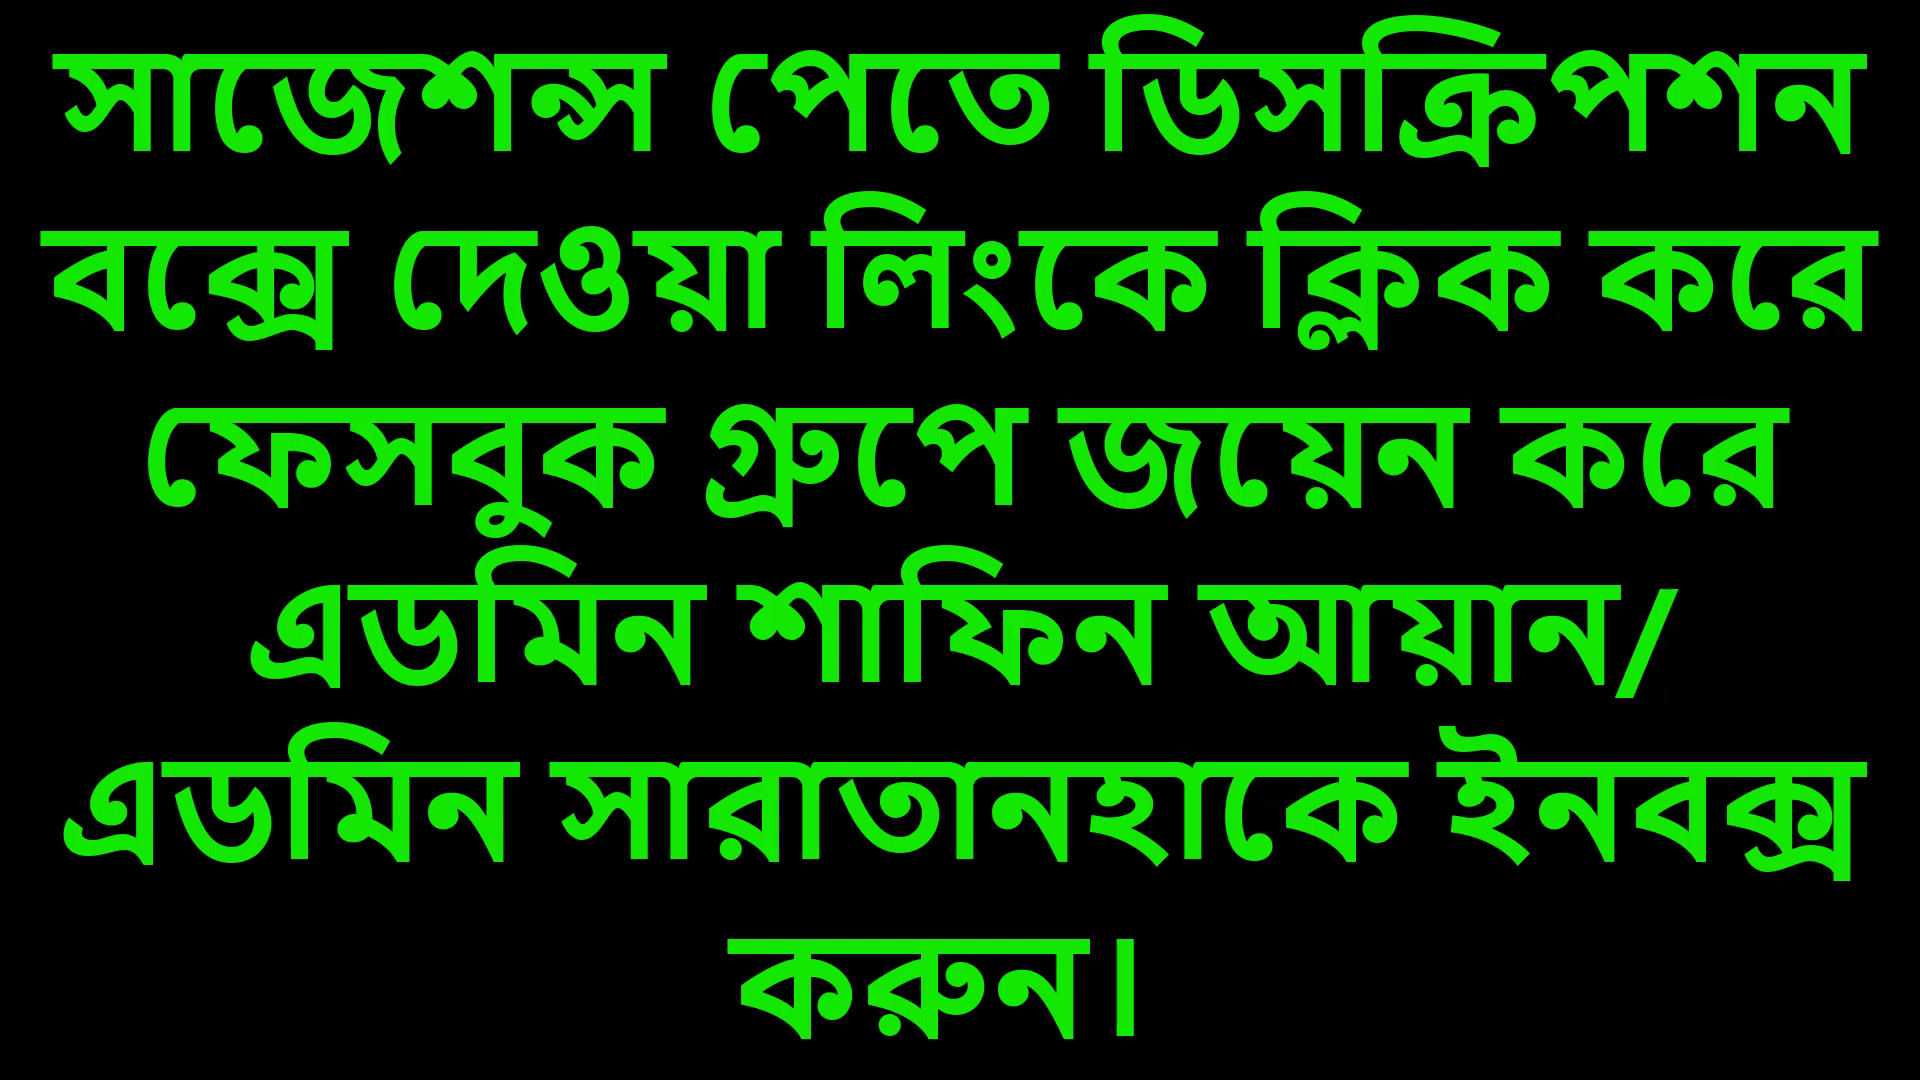 সাজেশন্স পেতে ডিসক্রিপশন
বক্সে দেওয়া লিংকে ক্লিক করে
ফেসবুক গ্রুপে জয়েন করে
এডমিন শাফিন আয়ান/
এডমিন সারাতানহাকে ইনবক্স
করুন।